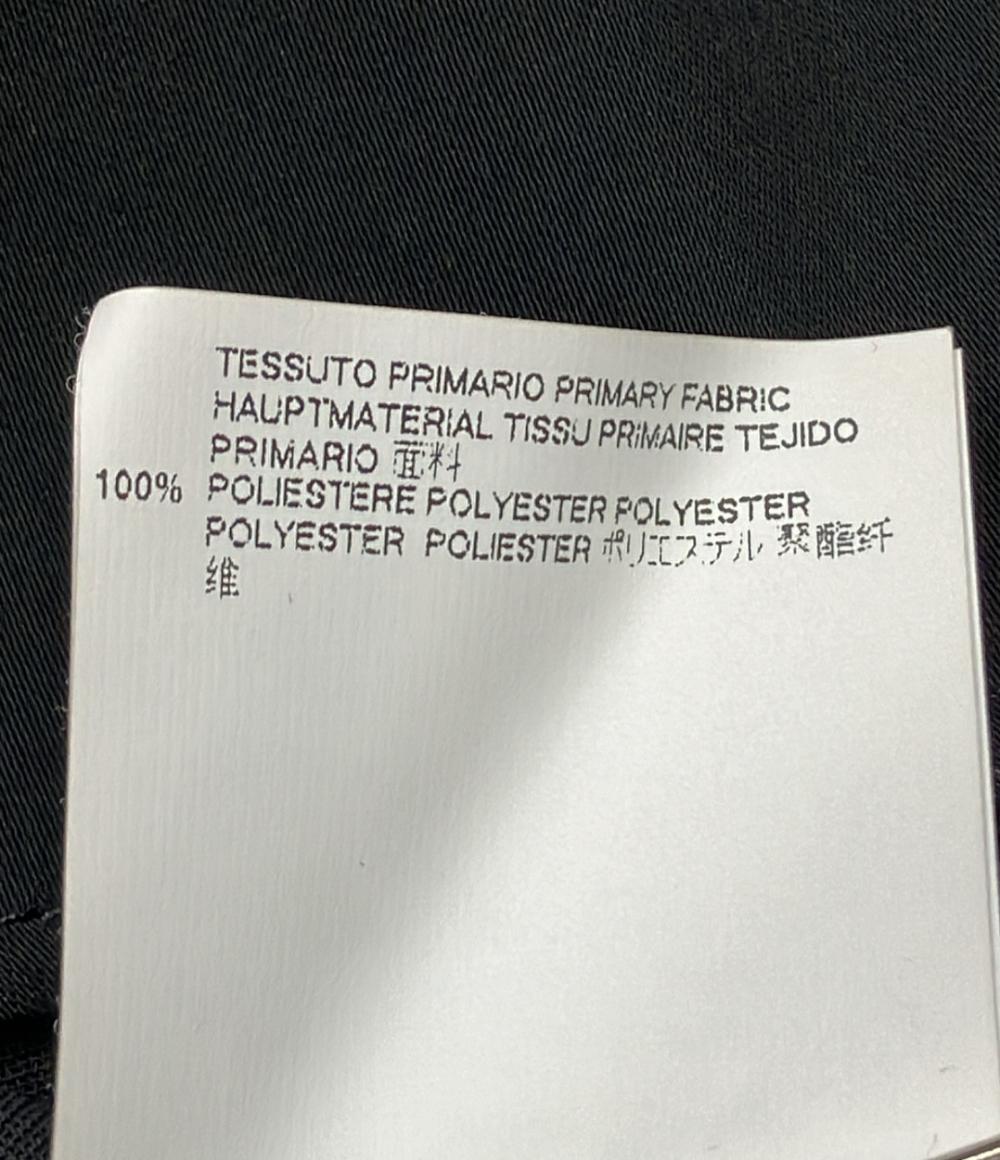 TESSUTO PRIMARIO PRIMARY FABRIC
HAUPTMATERIAL TISSU PRIMAIRE TEJIDO
PRIMARIO 面料
100% POLIESTERE POLYESTER POLYESTER
POLYESTER POLIESTER ポリエステル 聚酯纤
维